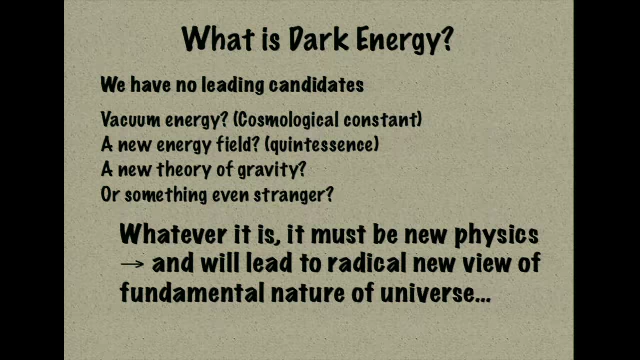 What is Dark Energy?
We have no leading candidates
Vacuum energy? (Cosmological constant)
A new energy field? (quintessence)
A new theory of gravity?
Or something even stranger?
Whatever it is, it must be new physics
→ and will lead to radical new view of
fundamental nature of universe...